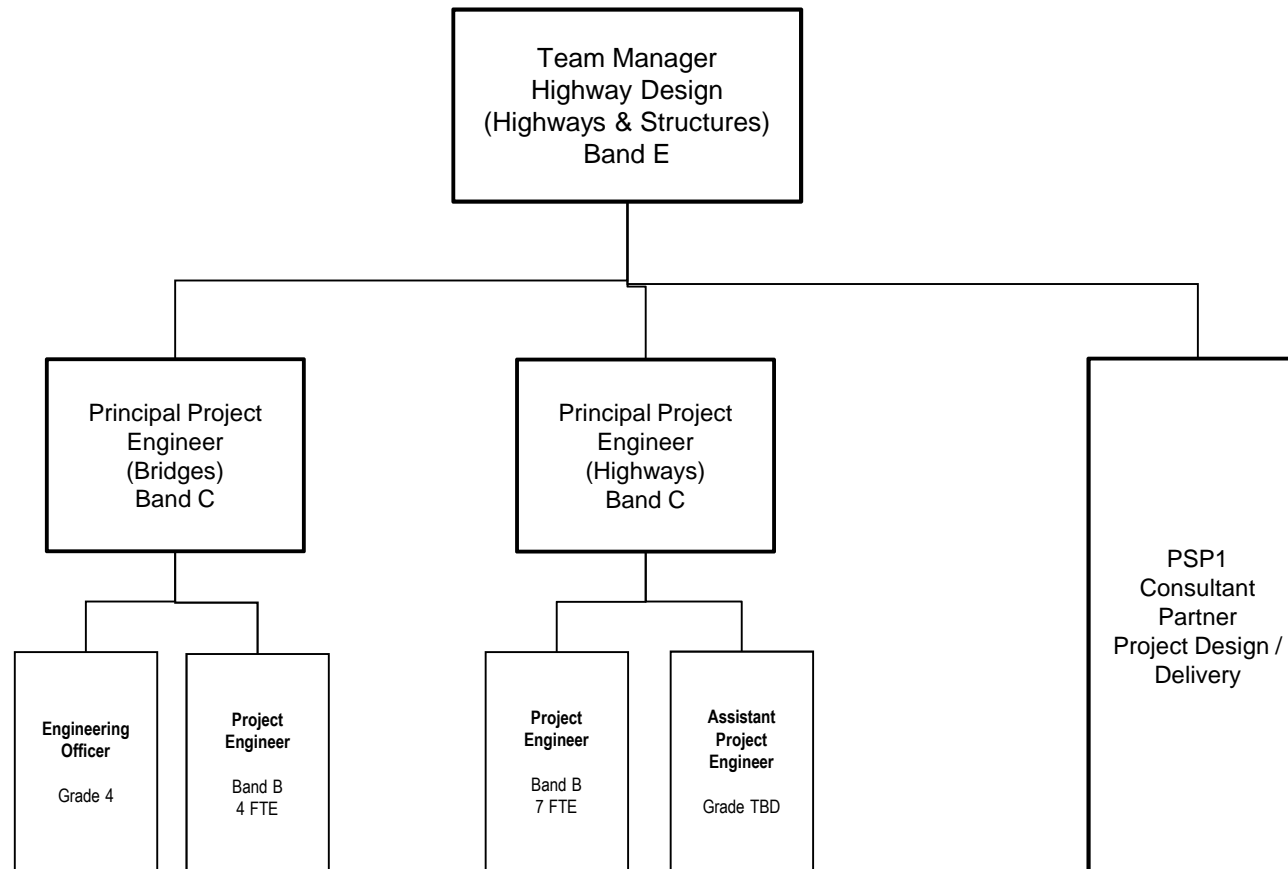 Team Manager
Highway Design
(Highways & Structures)
Band E
Principal Project
Engineer
(Bridges)
Band C
Principal Project
Engineer
(Highways)
Band C
PSP1
Consultant
Partner
Project Design /
Delivery
Engineering
Officer
Grade 4
Project
Engineer
Band B
4 FTE
Project
Engineer
Band B
7 FTE
Assistant
Project
Engineer
Grade TBD